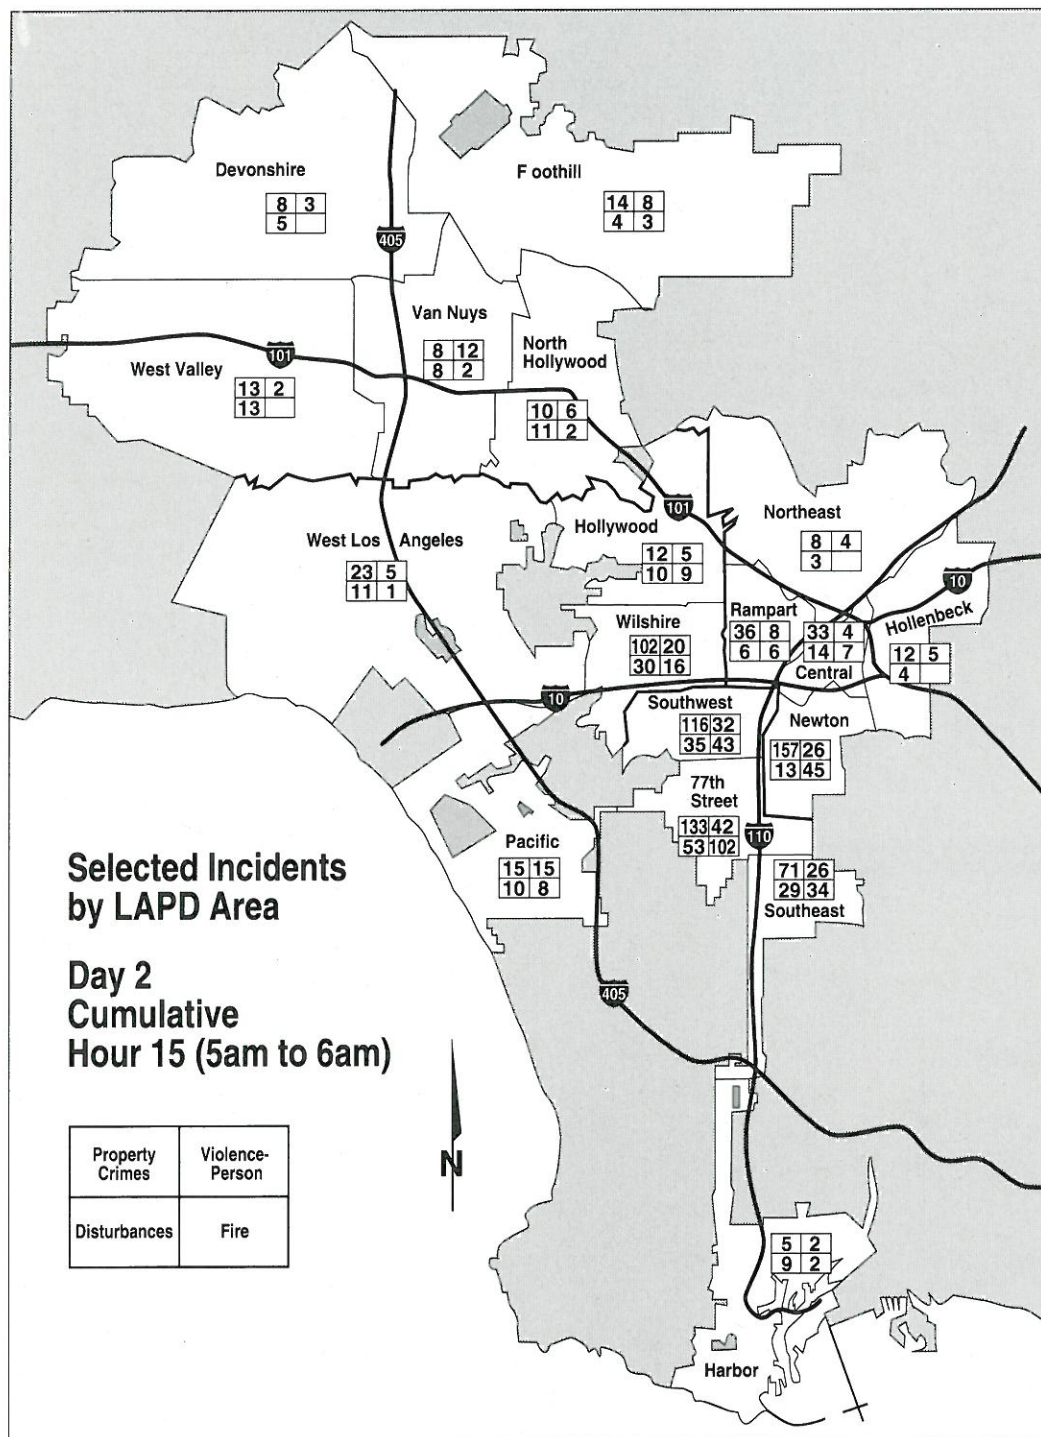 Devonshire
8 3
5
405
F oothill
14 8
4 3
Van Nuys
8 12
8 2
North
Hollywood
10 6
11 2
101
West Valley
13 2
13
West Los Angeles
23 5
11 1
Hollywood
12 5
10 9
101
Northeast
8 4
3
10
Hollenbeck
12 5
4
Wilshire
102 20
30 16
Rampart
36 8
6 6
33 4
14 7
Central
10
Southwest
116 32
35 43
Newton
157 26
13 45
77th
Street
133 42
53 102
110
Pacific
15 15
10 8
71 26
29 34
Southeast
405
Selected Incidents
by LAPD Area
Day 2
Cumulative
Hour 15 (5am to 6am)
Property
Crimes
Violence-
Person
Disturbances
Fire
N
5 2
9 2
Harbor